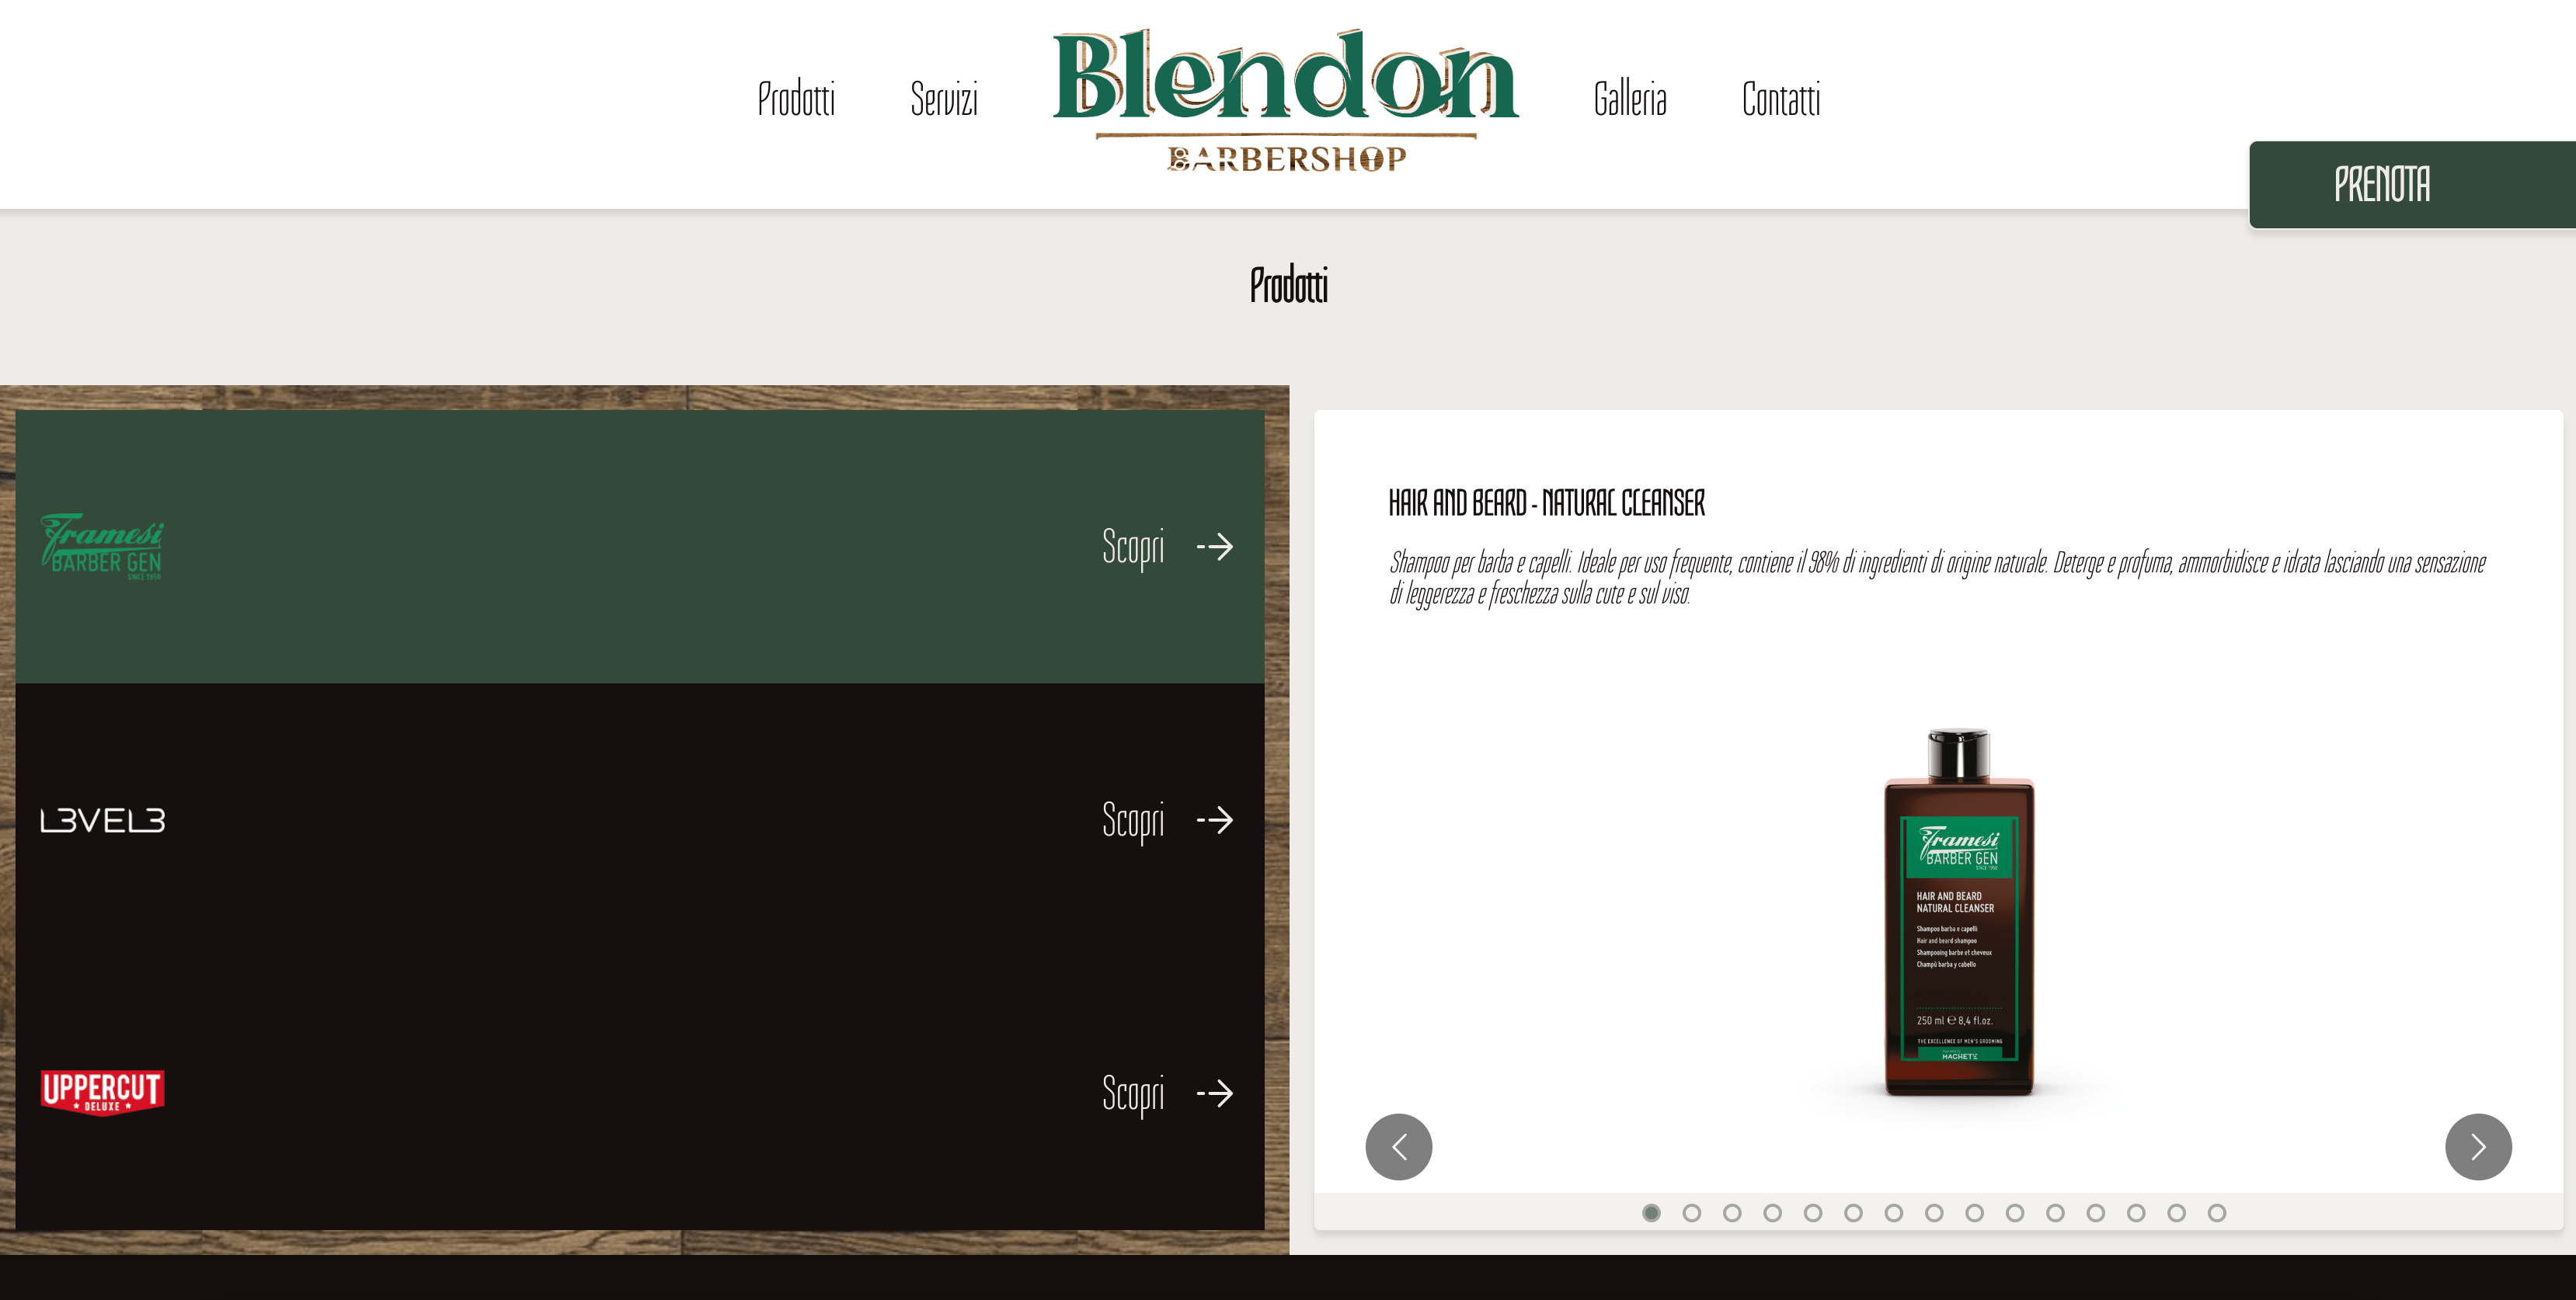 Prodotti
Servizi
Blendon
BARBERSHOP
Galleria
Contatti
PRENOTA
Prodotti
Framesi
BARBER GEN
SINCE 1950
Scopri
L3VEL3
Scopri
UPPERCUT
DELUXE
Scopri
HAIR AND BEARD - NATURAL CLEANSER
Shampoo per barba e capelli. Ideale per uso frequente, contiene il 98% di ingredienti di origine naturale. Deterge e profuma, ammorbidisce e idrata lasciando una sensazione
di leggerezza e freschezza sulla cute e sul viso.
Framesi
BARBER GEN
SINCE 1950
HAIR AND BEARD
NATURAL CLEANSER
Shampoo barba e capelli
Hair and beard shampoo
Shampooing barbe et cheveux
Champú barba y cabello
250 ml ℮ 8,4 fl.oz.
THE EXCELLENCE OF MEN'S GROOMING
MACHETE